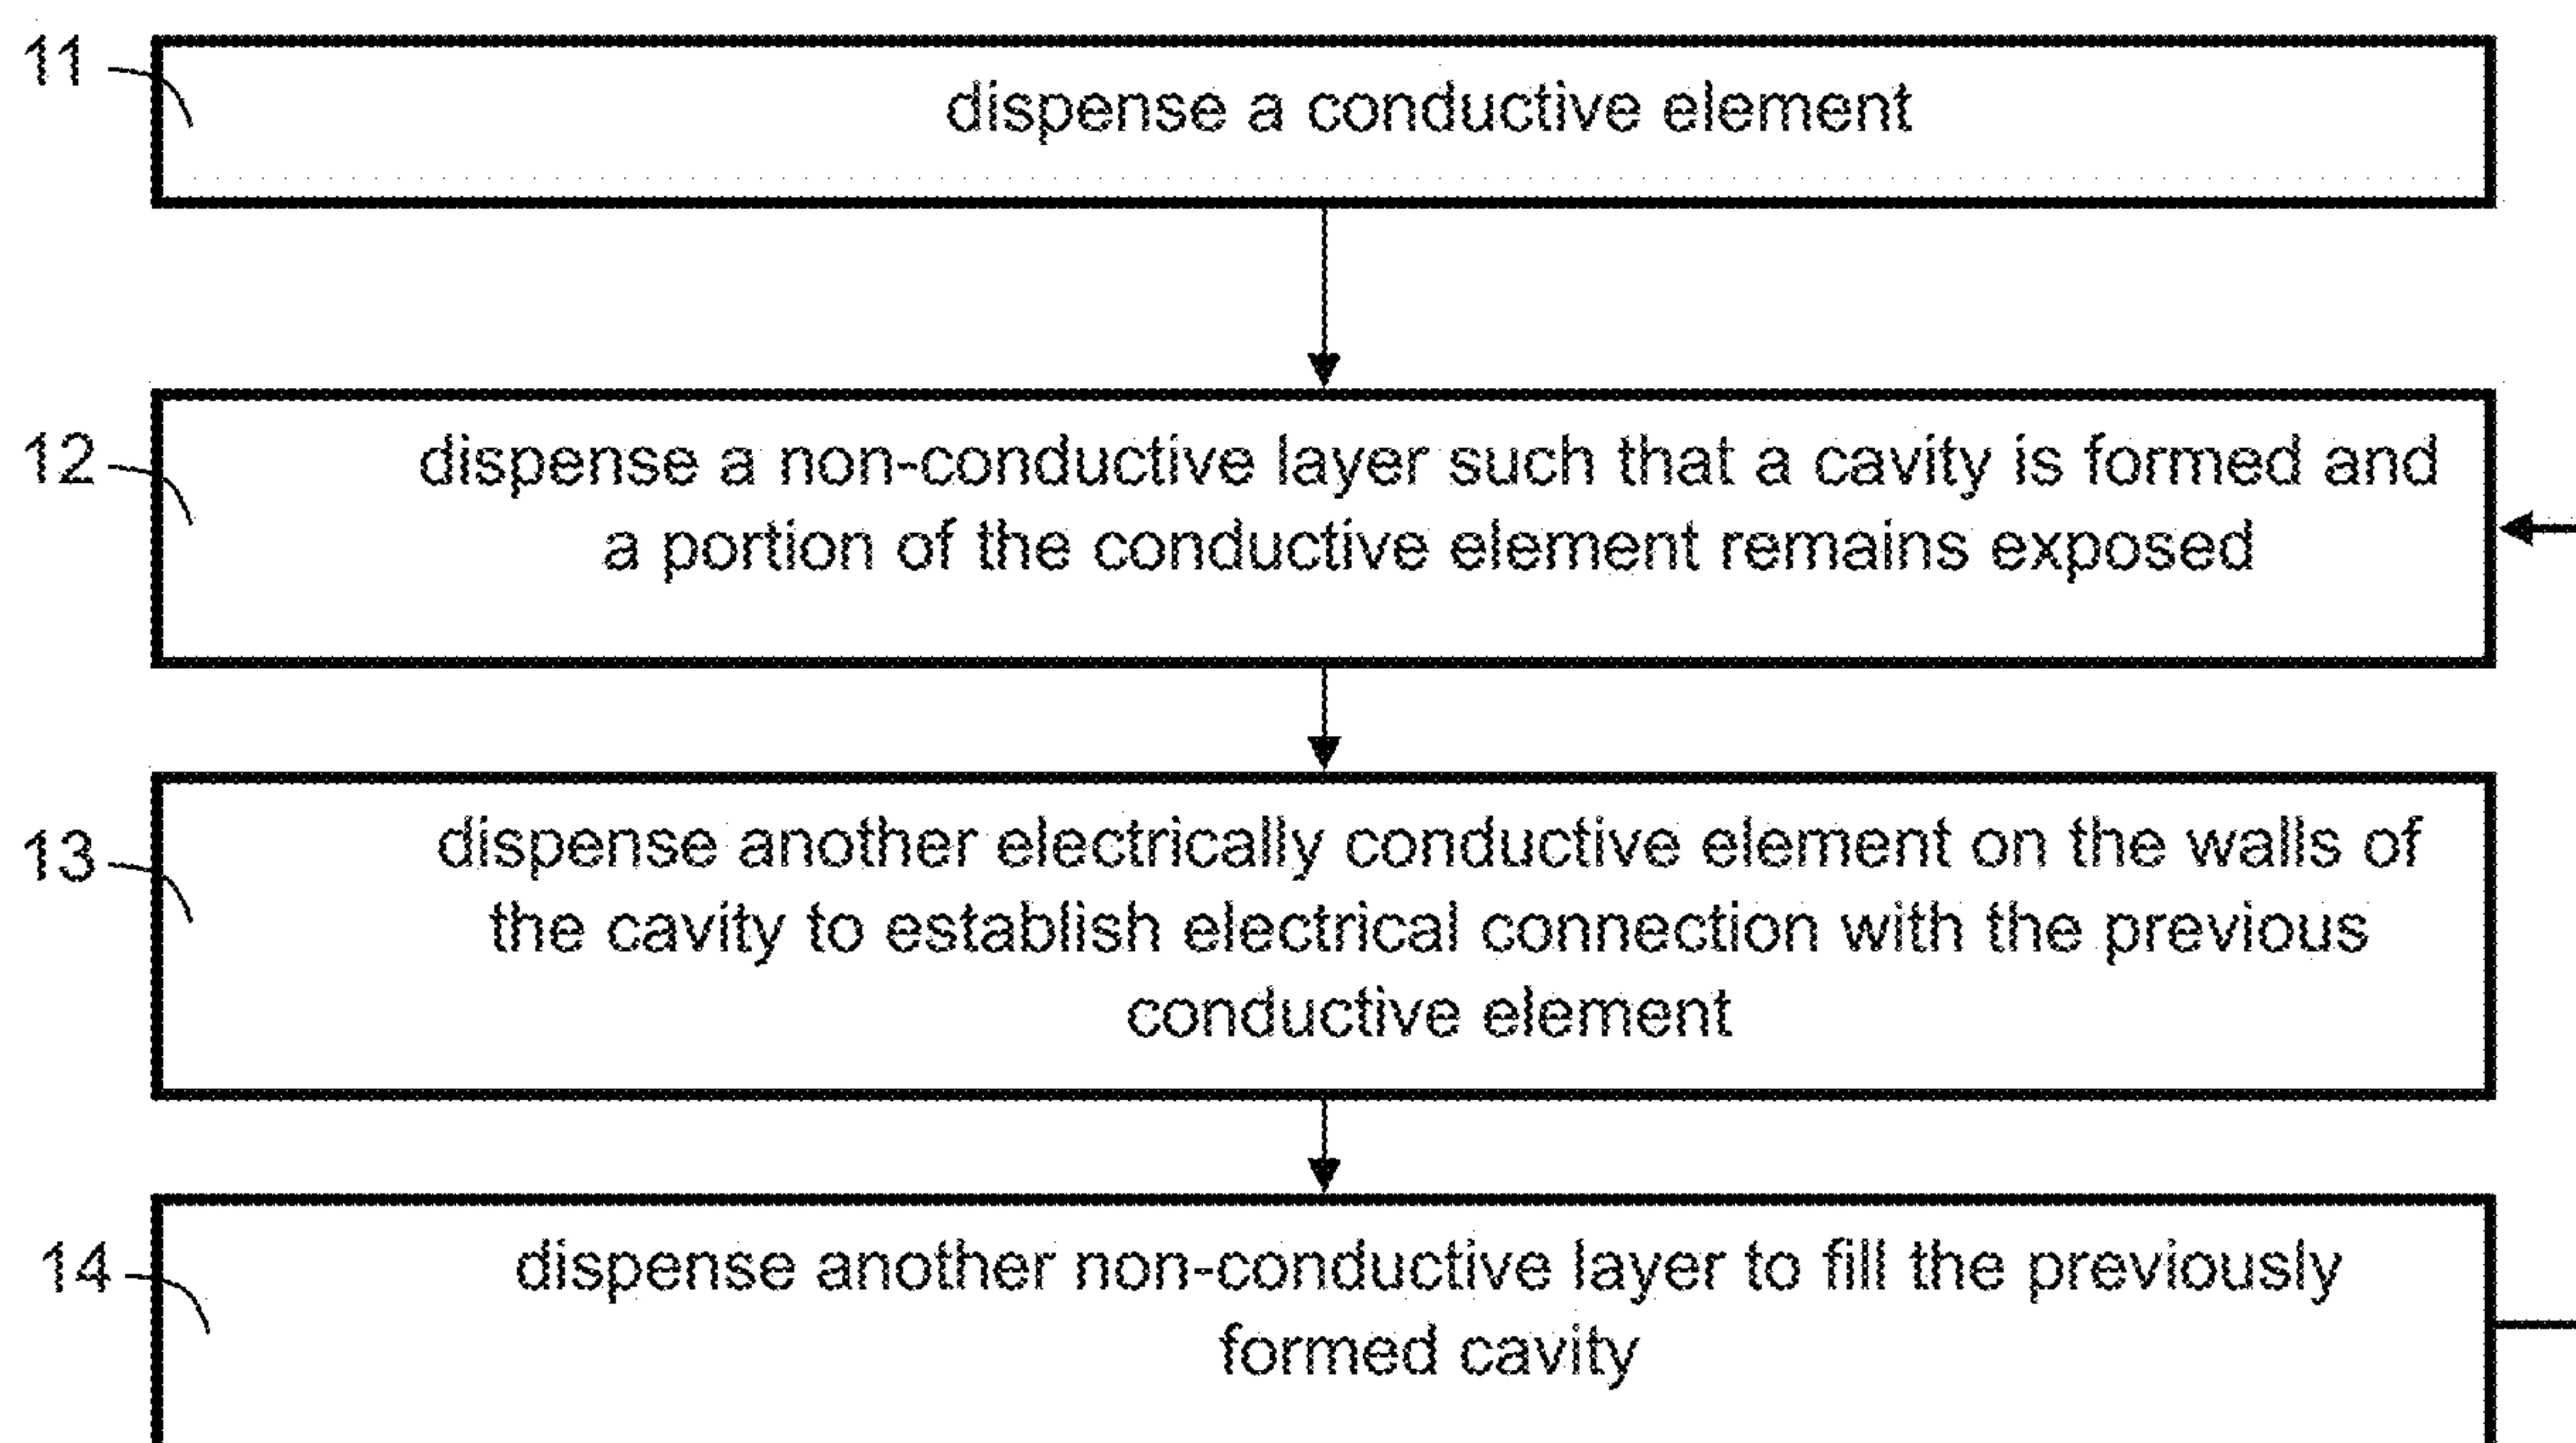 11
dispense a conductive element
12
dispense a non-conductive layer such that a cavity is formed and
a portion of the conductive element remains exposed
13
dispense another electrically conductive element on the walls of
the cavity to establish electrical connection with the previous
conductive element
14
dispense another non-conductive layer to fill the previously
formed cavity